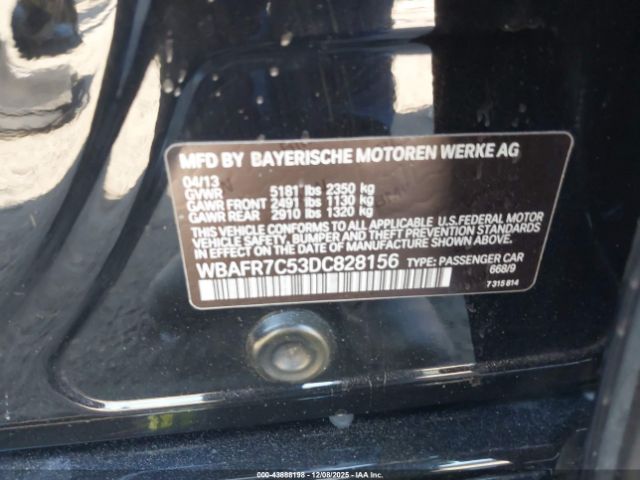 MFD BY BAYERISCHE MOTOREN WERKE AG
04/13
GVWR 5181 lbs 2350 kg
GAWR FRONT 2491 lbs 1130 kg
GAWR REAR 2910 lbs 1320 kg
THIS VEHICLE CONFORMS TO ALL APPLICABLE U.S.FEDERAL MOTOR
VEHICLE SAFETY, BUMPER AND THEFT PREVENTION STANDARDS
IN EFFECT ON THE DATE OF MANUFACTURE SHOWN ABOVE.
WBAFR7C53DC828156 TYPE: PASSENGER CAR
668/9
7 315 814
000-43888198 - 12/08/2025 - IAA Inc.